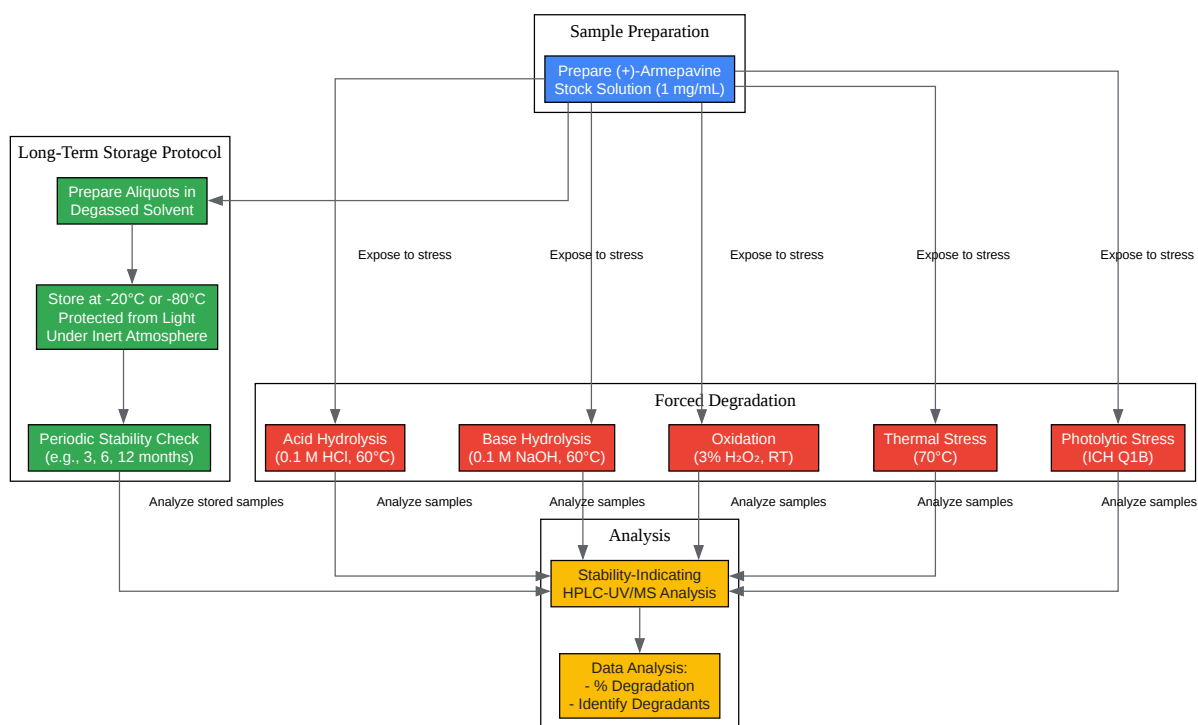 Sample Preparation
Prepare (+)-Armepavine
Stock Solution (1 mg/mL)
Long-Term Storage Protocol
Prepare Aliquots in
Degassed Solvent
Expose to stress
Expose to stress
Expose to stress
Expose to stress
Expose to stress
Store at -20°C or -80°C
Protected from Light
Under Inert Atmosphere
Forced Degradation
Periodic Stability Check
(e.g., 3, 6, 12 months)
Acid Hydrolysis
(0.1 M HCl, 60°C)
Base Hydrolysis
(0.1 M NaOH, 60°C)
Oxidation
(3% H₂O₂, RT)
Thermal Stress
(70°C)
Photolytic Stress
(ICH Q1B)
Analyze stored samples
Analyze samples
Analyze samples
Analyze samples
Analyze samples
Analyze samples
Analysis
Stability-Indicating
HPLC-UV/MS Analysis
Data Analysis:
- % Degradation
- Identify Degradants